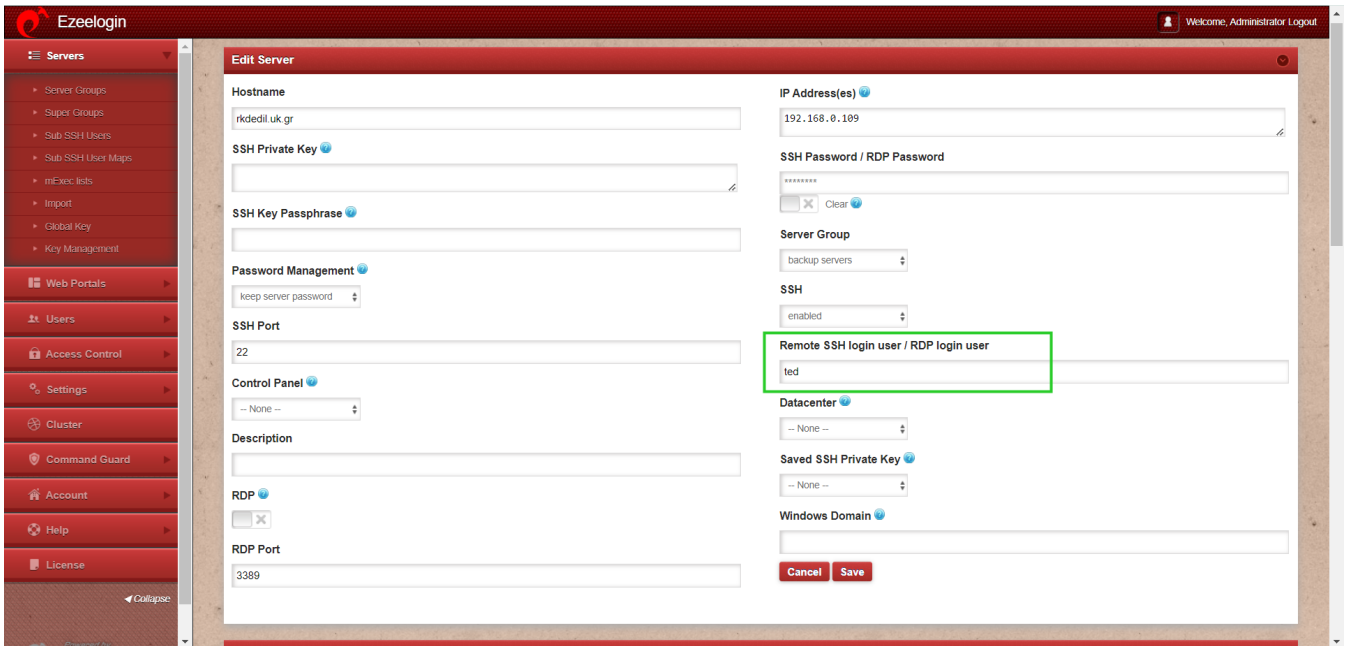 Ezeelogin
Welcome, Administrator Logout
Servers
Server Groups
Super Groups
Sub SSH Users
Sub SSH User Maps
mExec lists
Import
Global Key
Key Management
Web Portals
Users
Access Control
Settings
Cluster
Command Guard
Account
Help
License
Collapse
Edit Server
Hostname
rkdedil.uk.gr
SSH Private Key
SSH Key Passphrase
Password Management
keep server password
SSH Port
22
Control Panel
-- None --
Description
RDP
RDP Port
3389
IP Address(es)
192.168.0.109
SSH Password / RDP Password
********
Clear
Server Group
backup servers
SSH
enabled
Remote SSH login user / RDP login user
ted
Datacenter
-- None --
Saved SSH Private Key
-- None --
Windows Domain
Cancel Save